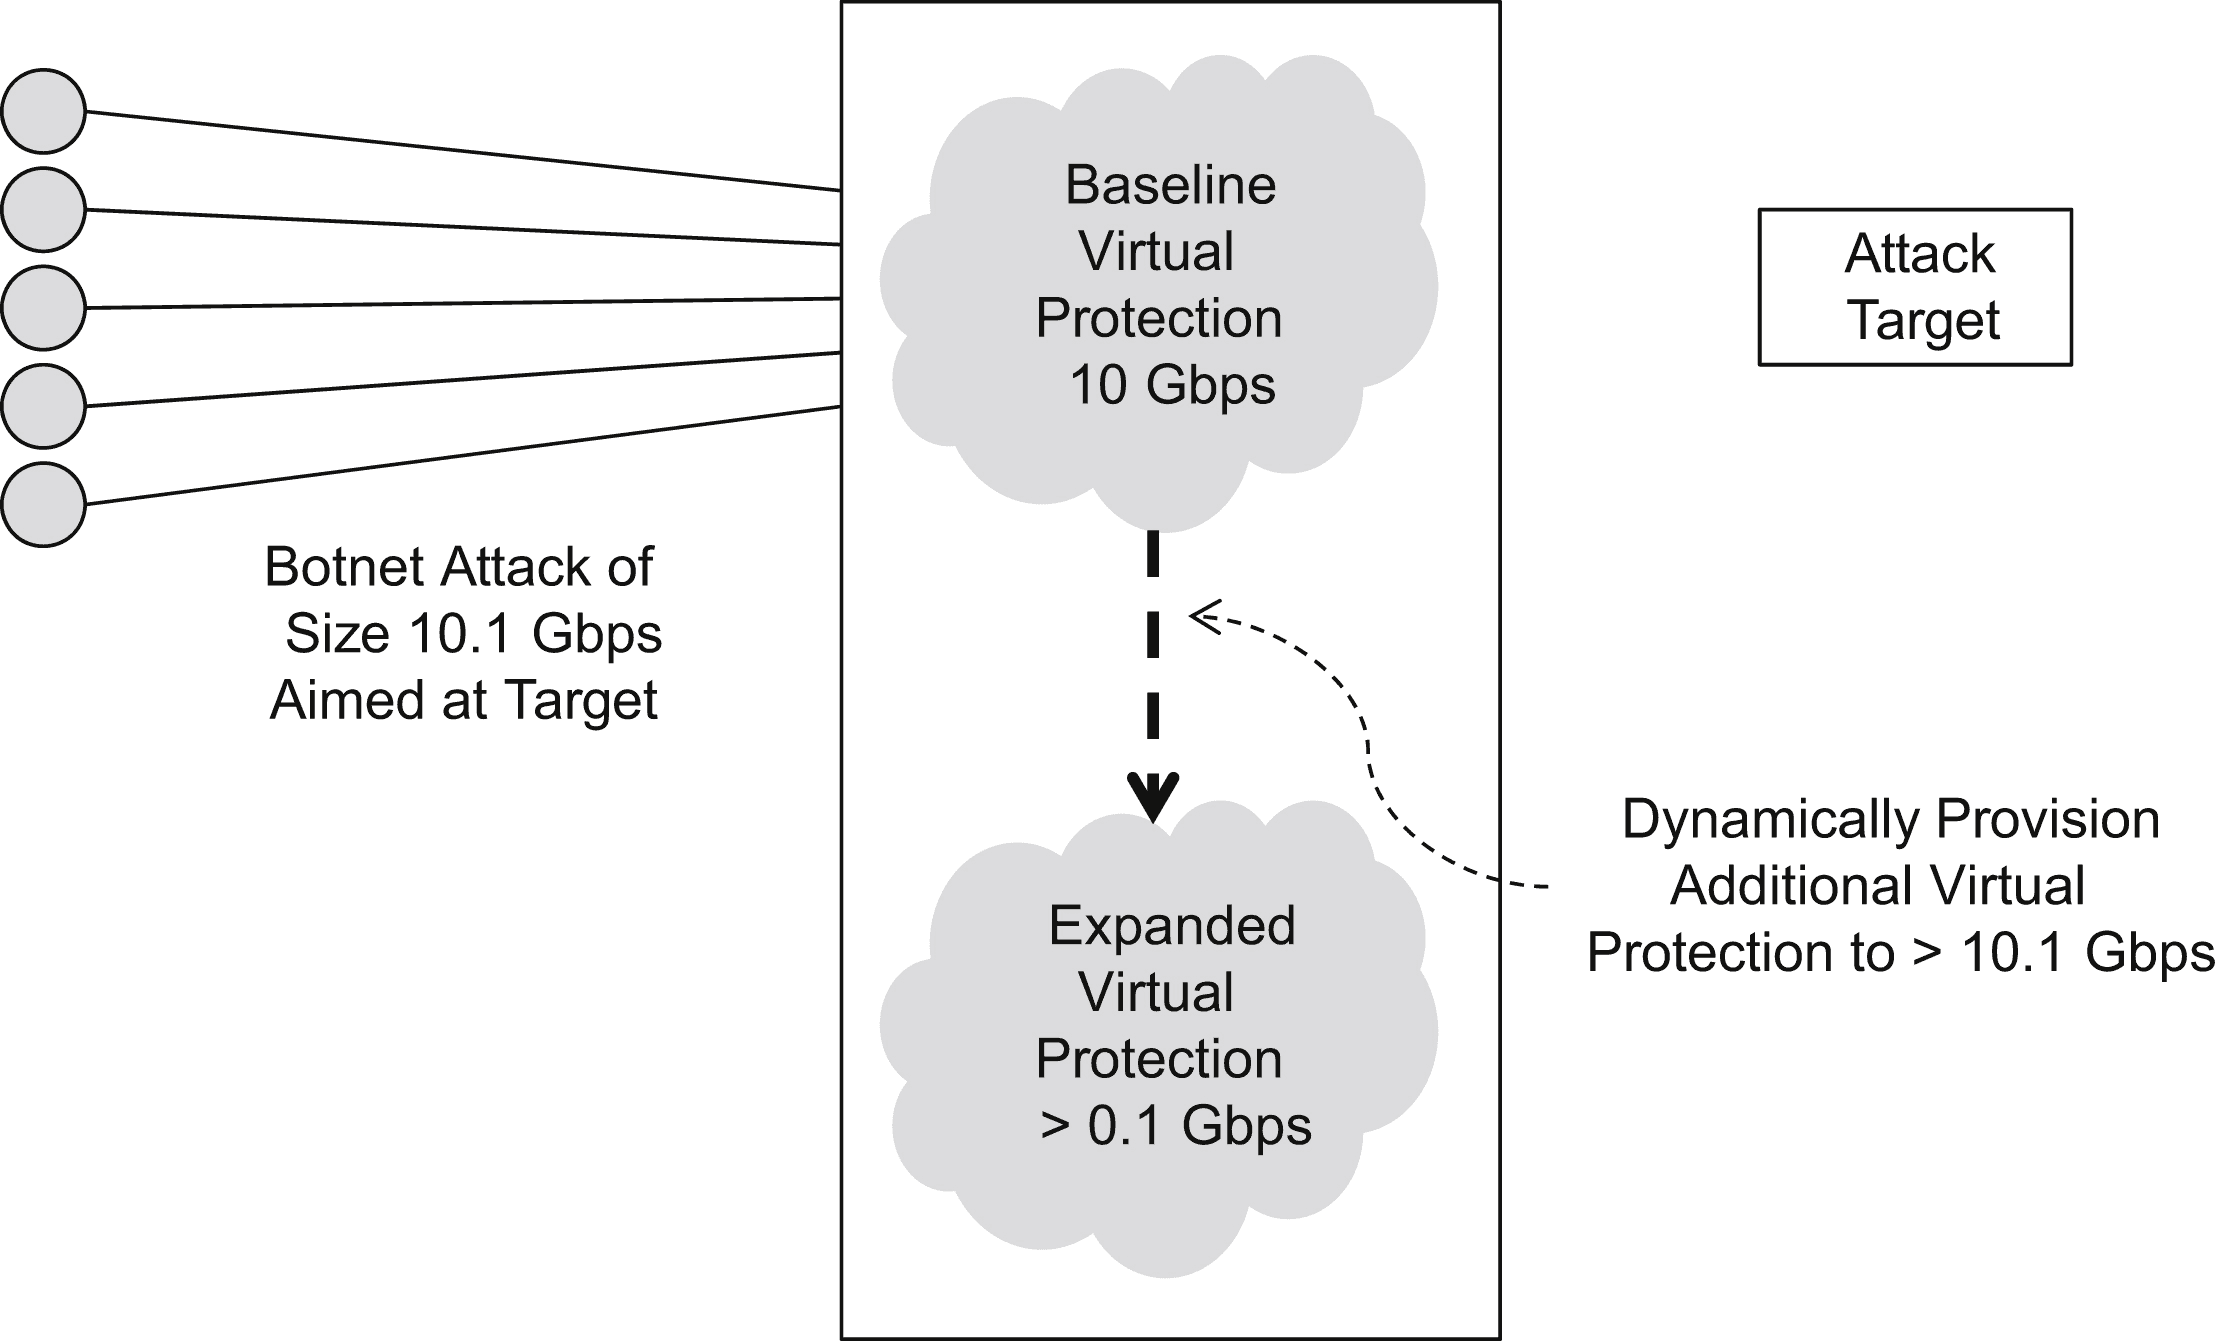 Baseline
Virtual
Protection
10 Gbps
Attack
Target
Botnet Attack of
Size 10.1 Gbps
Aimed at Target
Dynamically Provision
Additional Virtual
Protection to > 10.1 Gbps
Expanded
Virtual
Protection
> 0.1 Gbps